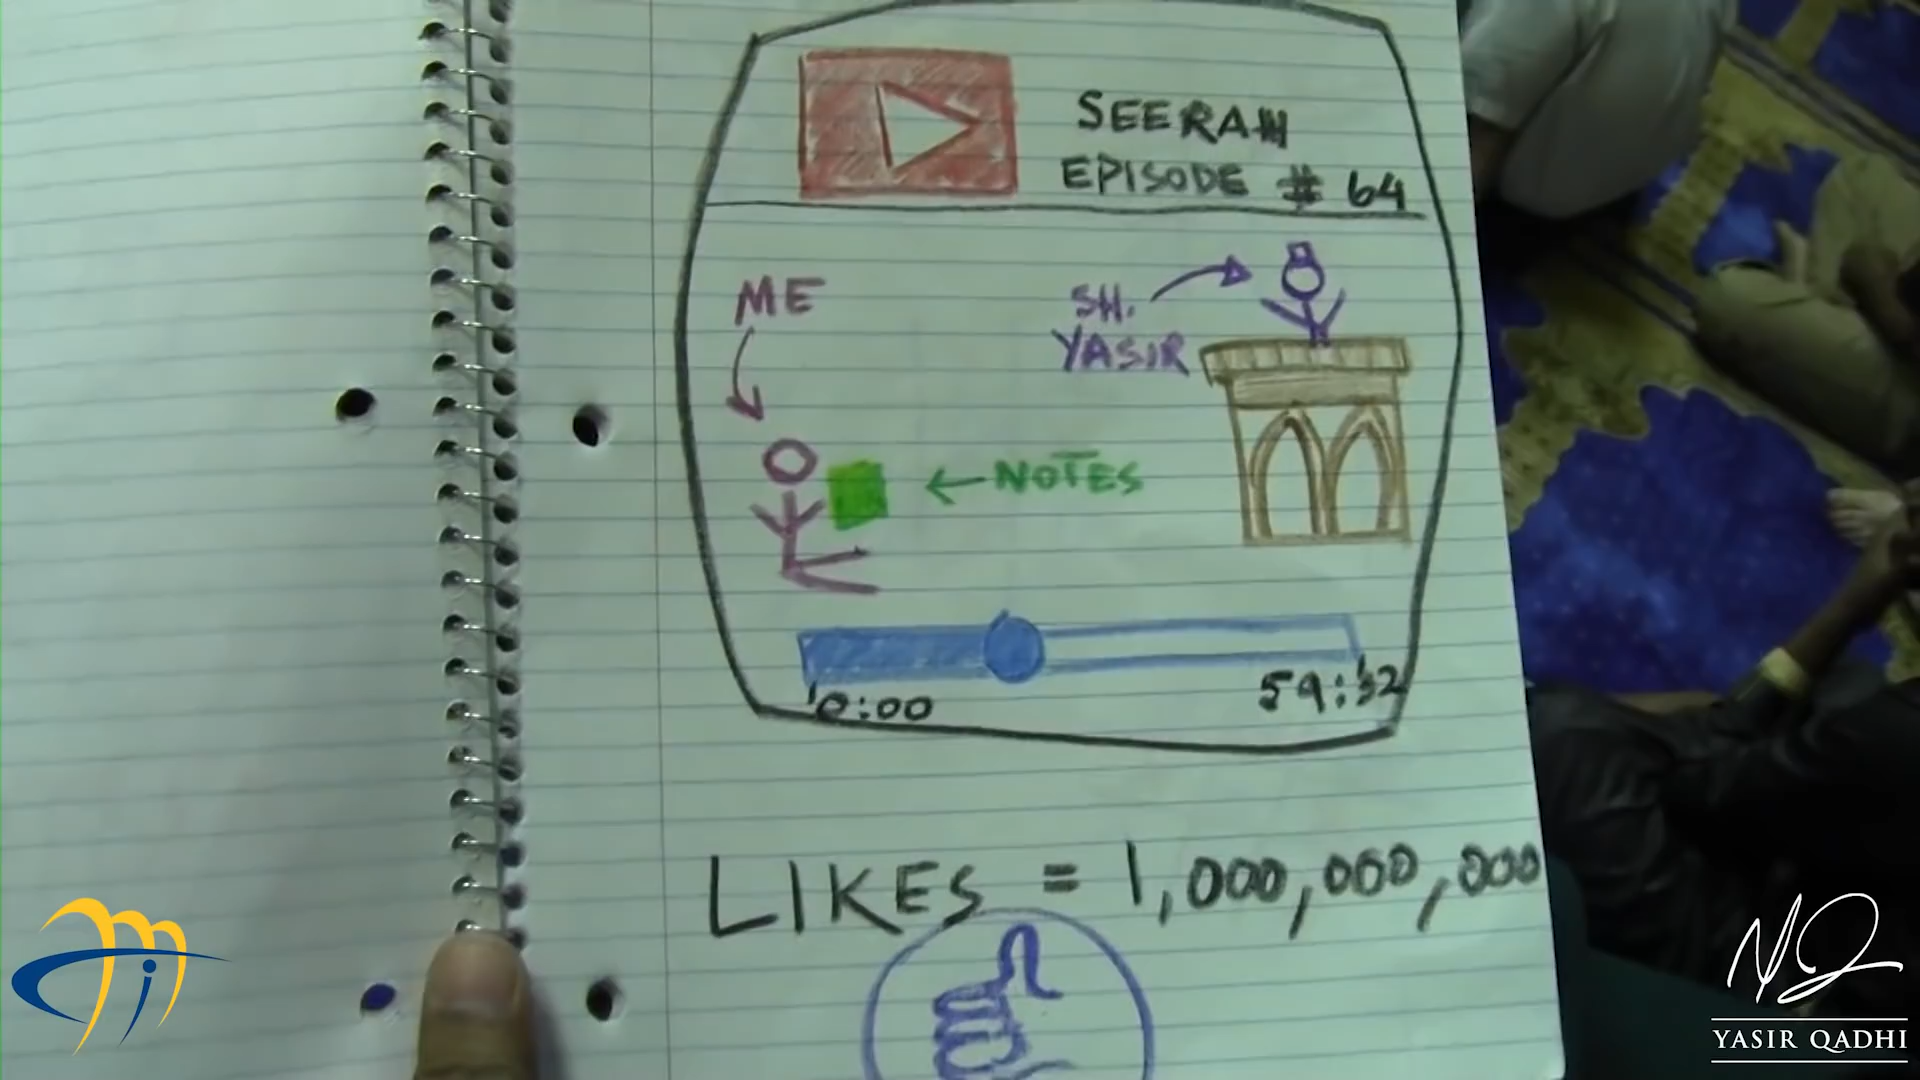 SEERAH
EPISODE # 64
ME
SH.
YASIR
← NOTES
0:00
59:32
LIKES = 1,000,000,000
YASIR QADHI